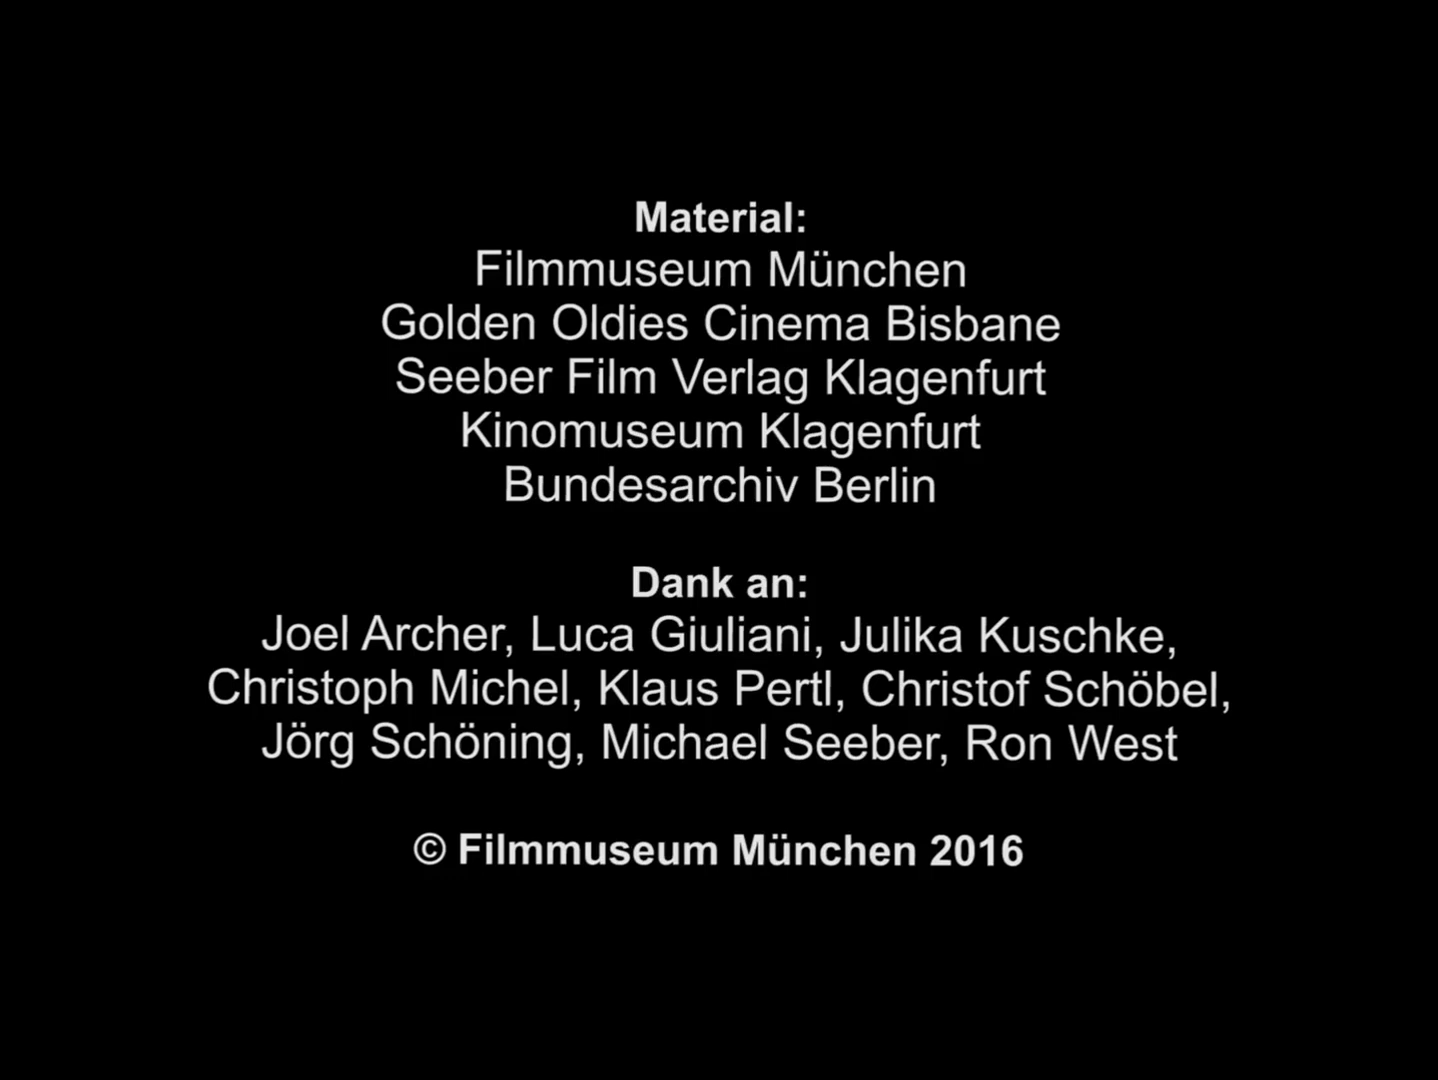 Material:
Filmmuseum München
Golden Oldies Cinema Bisbane
Seeber Film Verlag Klagenfurt
Kinomuseum Klagenfurt
Bundesarchiv Berlin
Dank an:
Joel Archer, Luca Giuliani, Julika Kuschke,
Christoph Michel, Klaus Pertl, Christof Schöbel,
Jörg Schöning, Michael Seeber, Ron West
© Filmmuseum München 2016